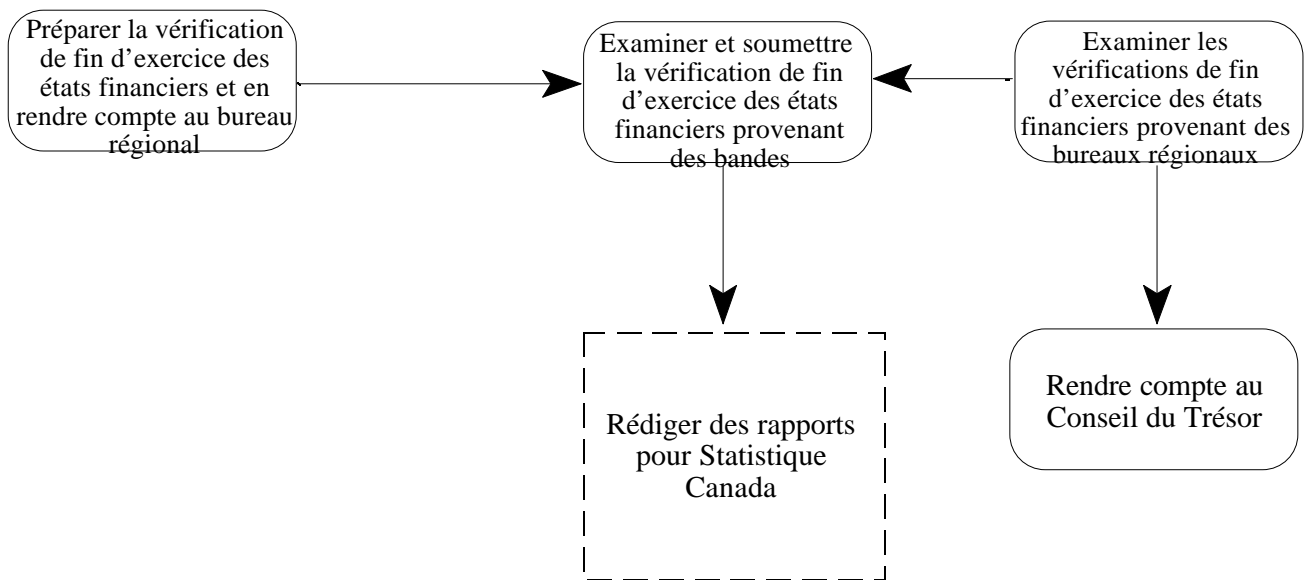 Préparer la vérification
de fin d’exercice des
états financiers et en
rendre compte au bureau
régional
Examiner et soumettre
la vérification de fin
d’exercice des états
financiers provenant
des bandes
Examiner les
vérifications de fin
d’exercice des états
financiers provenant des
bureaux régionaux
Rédiger des rapports
pour Statistique
Canada
Rendre compte au
Conseil du Trésor